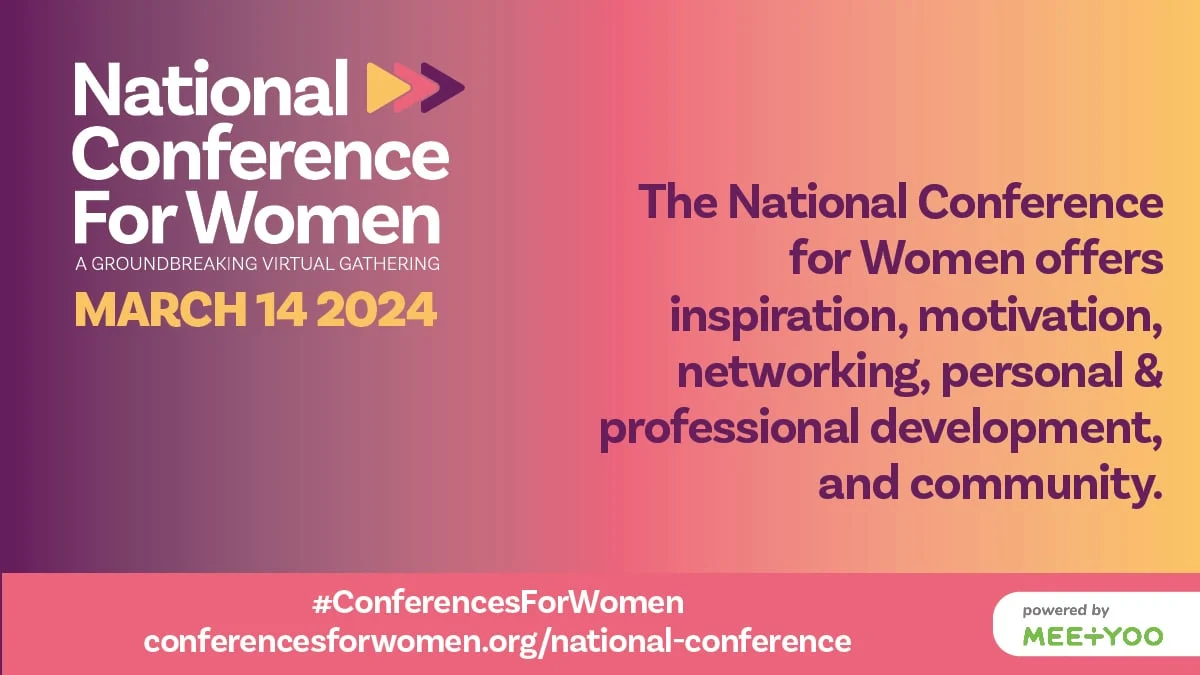 National
Conference
For Women
A GROUNDBREAKING VIRTUAL GATHERING
MARCH 14 2024
The National Conference
for Women offers
inspiration, motivation,
networking, personal &
professional development,
and community.
#ConferencesForWomen
conferencesforwomen.org/national-conference
powered by
MEETYOO